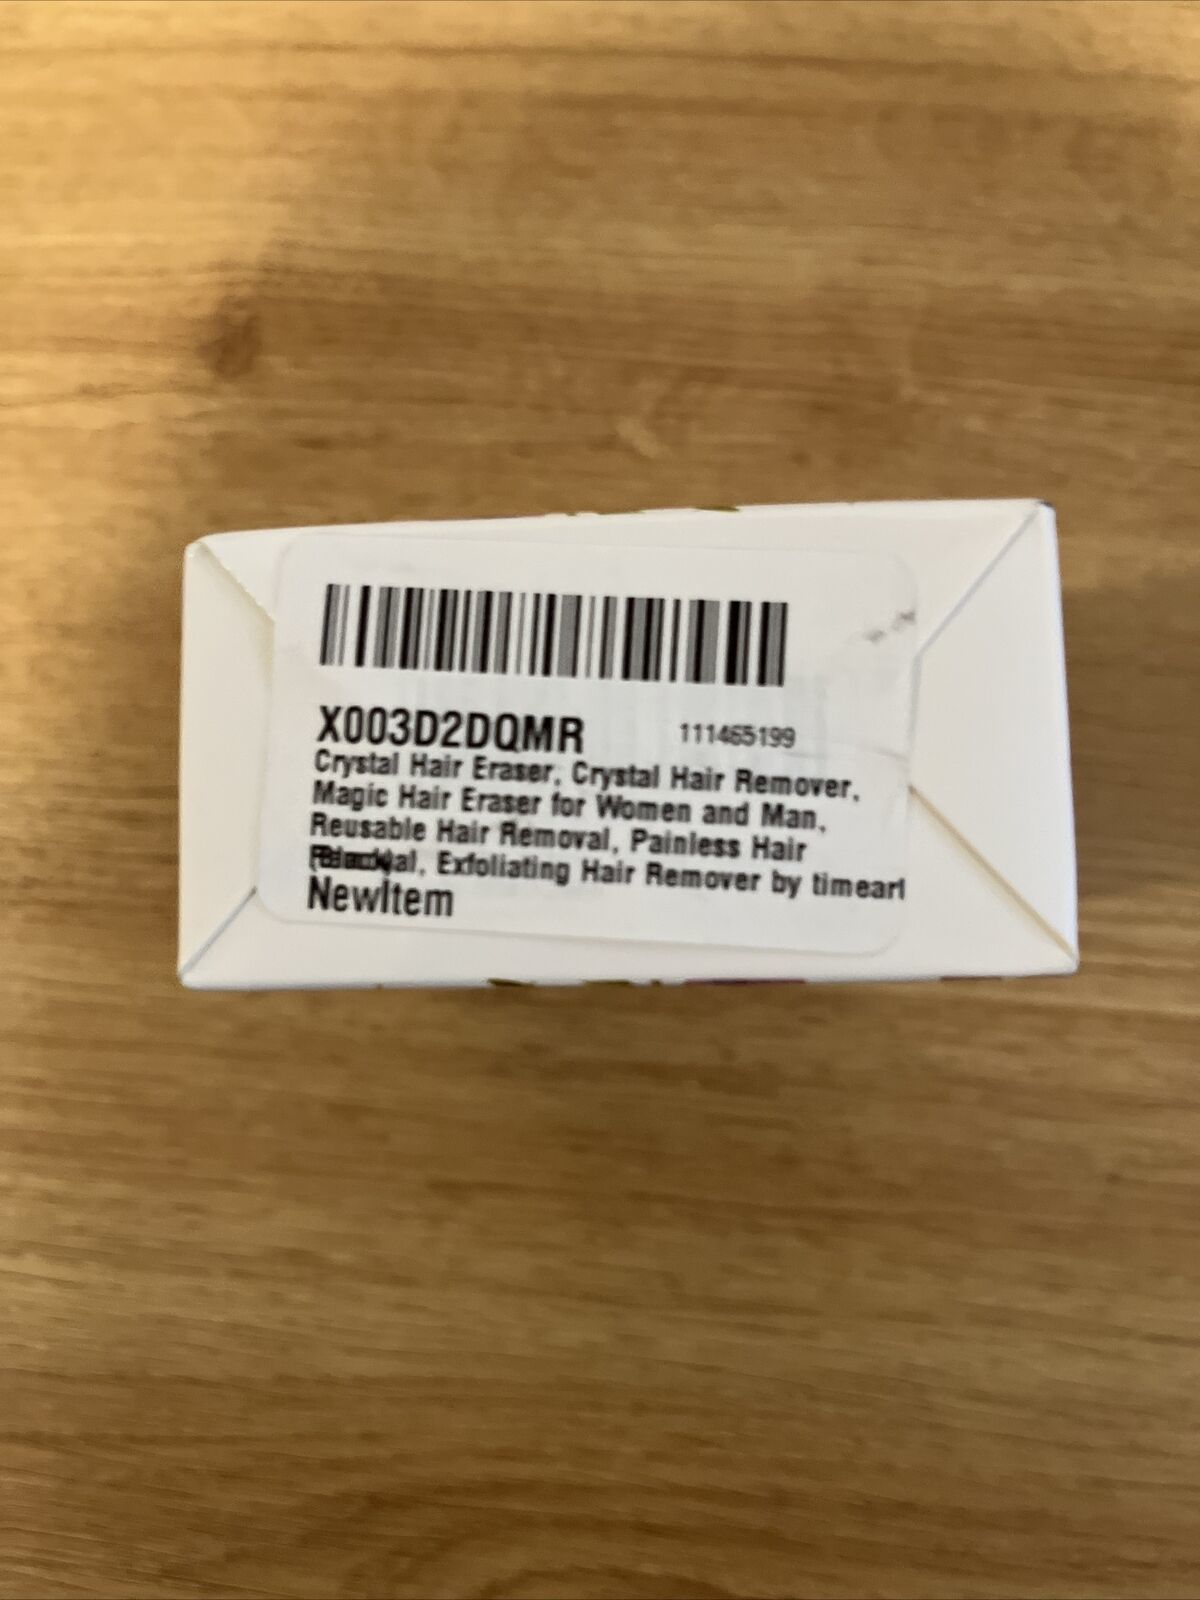 X003D2DQMR 111465199
Crystal Hair Eraser, Crystal Hair Remover,
Magic Hair Eraser for Women and Man,
Reusable Hair Removal, Painless Hair
Exfoliating Hair Remover by timearl
NewItem